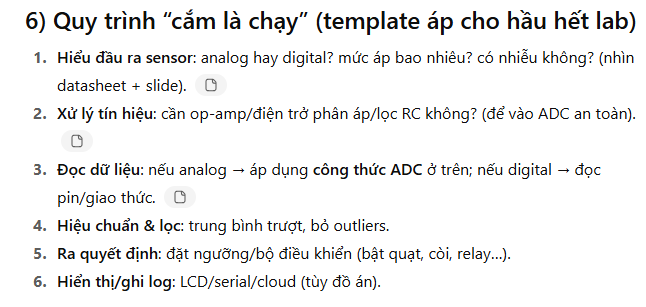 6) Quy trình “cắm là chạy” (template áp cho hầu hết lab)
1. Hiểu đầu ra sensor: analog hay digital? mức áp bao nhiêu? có nhiễu không? (nhìn
datasheet + slide).
2. Xử lý tín hiệu: cần op-amp/điện trở phân áp/lọc RC không? (để vào ADC an toàn).
3. Đọc dữ liệu: nếu analog → áp dụng công thức ADC ở trên; nếu digital → đọc
pin/giao thức.
4. Hiệu chuẩn & lọc: trung bình trượt, bỏ outliers.
5. Ra quyết định: đặt ngưỡng/bộ điều khiển (bật quạt, còi, relay…).
6. Hiển thị/ghi log: LCD/serial/cloud (tùy đồ án).